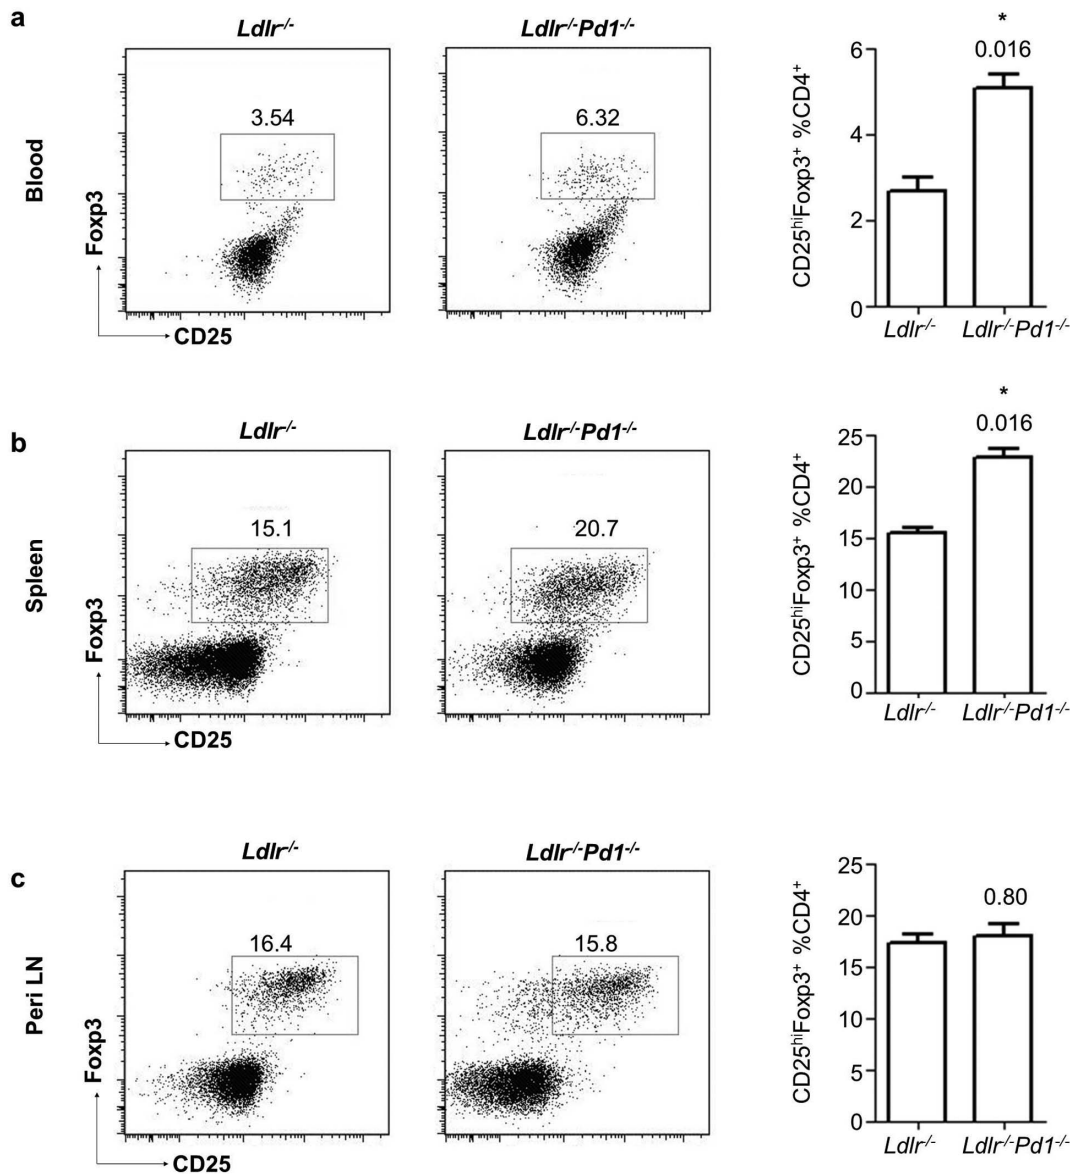 a
Ldlr-/-
Ldlr-/-Pd1-/-
Blood
Foxp3
CD25
3.54
6.32
*
0.016
CD25hiFoxp3+ %CD4+
6
4
2
0
Ldlr-/-
Ldlr-/-Pd1-/-
b
Ldlr-/-
Ldlr-/-Pd1-/-
Spleen
Foxp3
CD25
15.1
20.7
*
0.016
CD25hiFoxp3+ %CD4+
25
20
15
10
5
0
Ldlr-/-
Ldlr-/-Pd1-/-
c
Ldlr-/-
Ldlr-/-Pd1-/-
Peri LN
Foxp3
CD25
16.4
15.8
0.80
CD25hiFoxp3+ %CD4+
25
20
15
10
5
0
Ldlr-/-
Ldlr-/-Pd1-/-